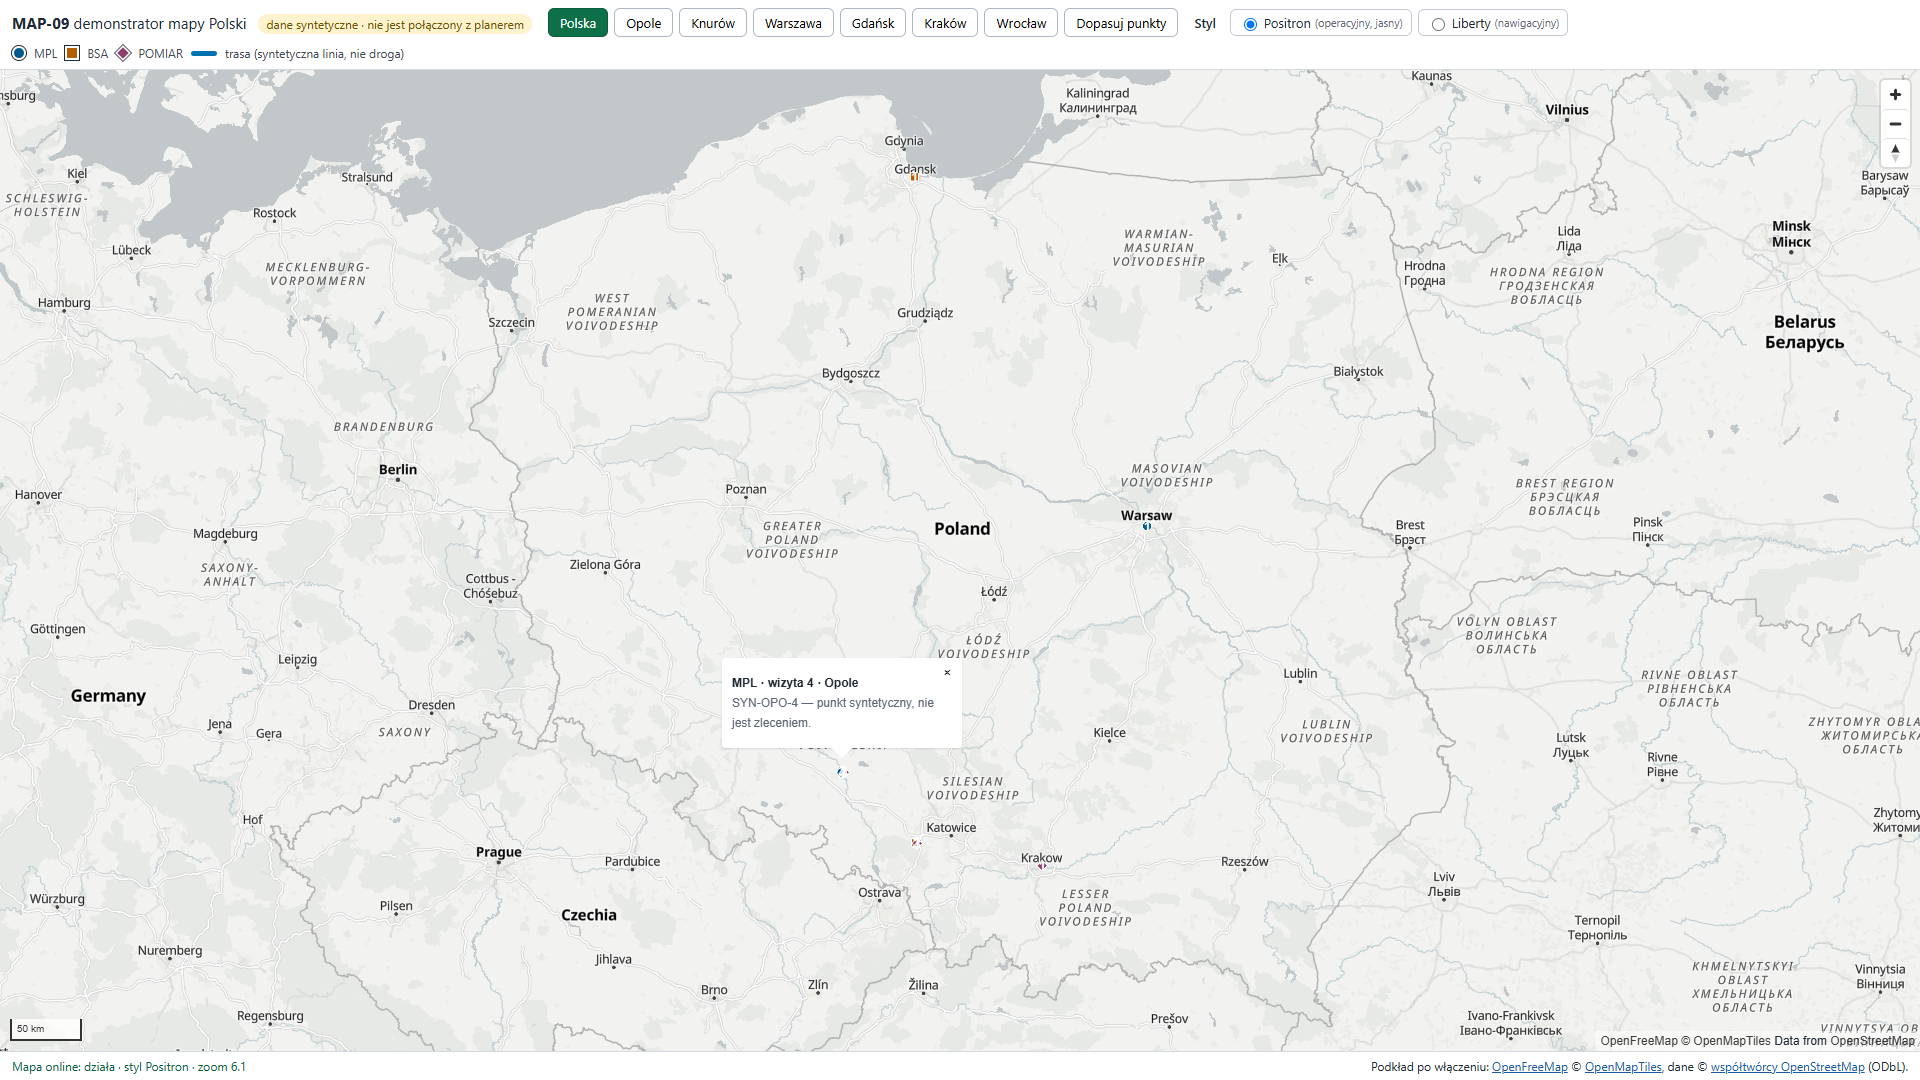 MAP-09 demonstrator mapy Polski
dane syntetyczne · nie jest połączony z planerem
Polska
Opole
Knurów
Warszawa
Gdańsk
Kraków
Wrocław
Dopasuj punkty
Styl
Positron (operacyjny, jasny)
Liberty (nawigacyjny)
MPL
BSA
POMIAR
trasa (syntetyczna linia, nie droga)
Kaunas
Kaliningrad
Калининград
Vilnius
Gdynia
Gdansk
Kiel
Stralsund
SCHLESWIG-
HOLSTEIN
Barysaw
Барысаў
Rostock
Lübeck
Minsk
Мінск
Lida
Ліда
WARMIAN-
MASURIAN
VOIVODESHIP
Elk
Hrodna
Гродна
HRODNA REGION
ГРОДЗЕНСКАЯ
ВОБЛАСЦЬ
MECKLENBURG-
VORPOMMERN
Hamburg
WEST
POMERANIAN
VOIVODESHIP
Szczecin
Grudziądz
Belarus
Беларусь
Bydgoszcz
Białystok
BRANDENBURG
Berlin
MASOVIAN
VOIVODESHIP
Hanover
Poznan
BREST REGION
БРЭСЦКАЯ
ВОБЛАСЦЬ
Magdeburg
GREATER
POLAND
VOIVODESHIP
Poland
Warsaw
Brest
Брэст
Pinsk
Пінск
Zielona Góra
SAXONY-
ANHALT
Cottbus -
Chóśebuz
Łódź
Göttingen
VOLYN OBLAST
ВОЛИНСЬКА
ОБЛАСТЬ
ŁÓDŹ
VOIVODESHIP
Leipzig
Lublin
RIVNE OBLAST
РІВНЕНСЬКА
ОБЛАСТЬ
Germany
×
MPL · wizyta 4 · Opole
SYN-OPO-4 — punkt syntetyczny, nie
jest zleceniem.
Dresden
Jena
Gera
SAXONY
Kielce
LUBLIN
VOIVODESHIP
Lutsk
Луцьк
Rivne
Рівне
SILESIAN
VOIVODESHIP
Hof
Katowice
Prague
Pardubice
Krakow
Rzeszów
Lviv
Львів
Würzburg
Pilsen
Ostrava
LESSER
POLAND
VOIVODESHIP
Czechia
Ternopil
Тернопіль
Nuremberg
Jihlava
Brno
Zlín
Žilina
KHMELNYTSKYI
OBLAST
ХМЕЛЬНИЦЬКА
ОБЛАСТЬ
Vinnytsia
Вінниця
Regensburg
Prešov
Ivano-Frankivsk
Івано-Франківськ
50 km
OpenFreeMap © OpenMapTiles Data from OpenStreetMap
Mapa online: działa · styl Positron · zoom 6.1
Podkład po włączeniu: OpenFreeMap © OpenMapTiles, dane © współtwórcy OpenStreetMap (ODbL).